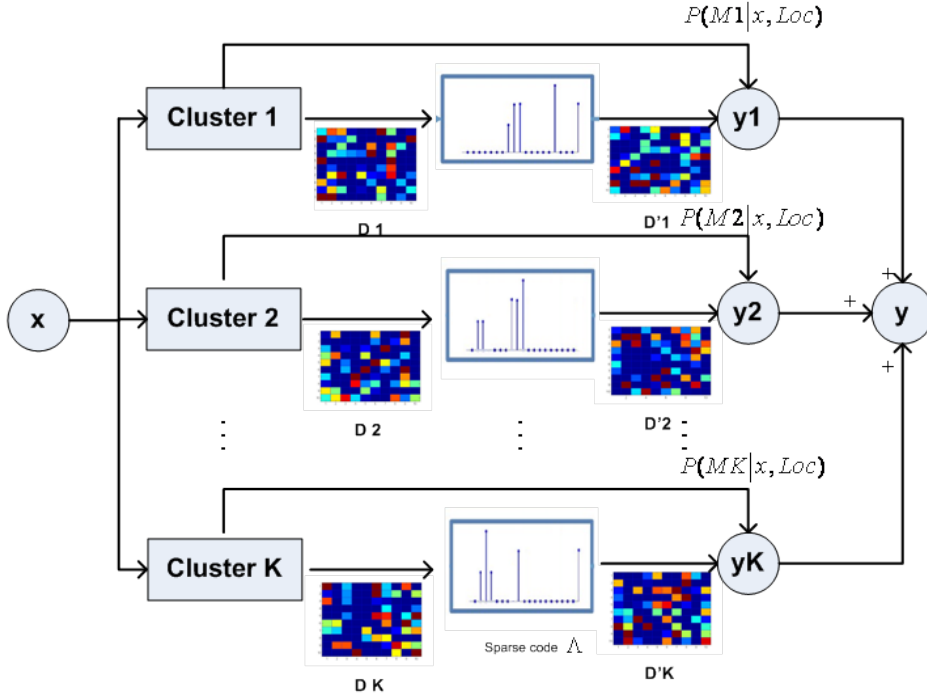 P(M1|x, Loc)
Cluster 1
y1
D 1
D'1
P(M2|x, Loc)
x
Cluster 2
y2
+
+
y
+
D 2
D'2
P(MK|x, Loc)
Cluster K
yK
Sparse code Λ
D K
D'K